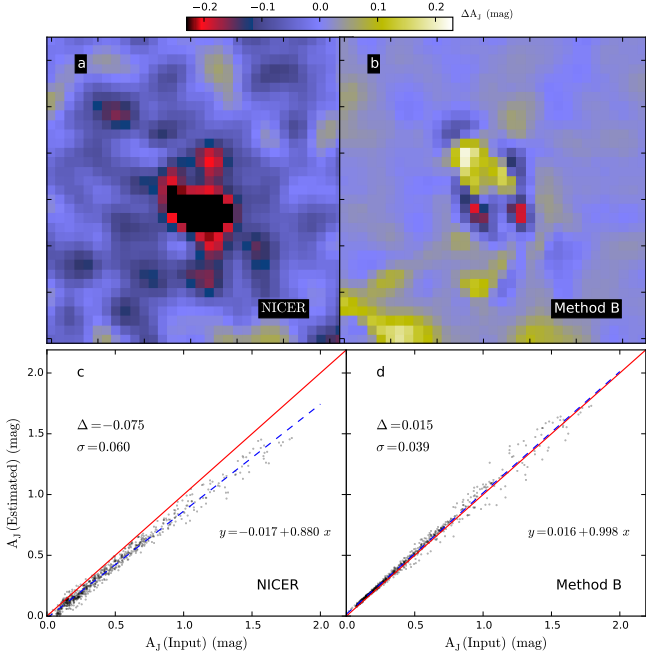 −0.2 −0.1 0.0 0.1 0.2 ΔA_J (mag)
a
b
NICER
Method B
c
d
Δ=−0.075
σ=0.060
Δ=0.015
σ=0.039
y=−0.017+0.880 x
y=0.016+0.998 x
NICER
Method B
A_J(Estimated) (mag)
2.0
1.5
1.0
0.5
0.0
0.0 0.5 1.0 1.5 2.0
0.0 0.5 1.0 1.5 2.0
A_J(Input) (mag)
A_J(Input) (mag)